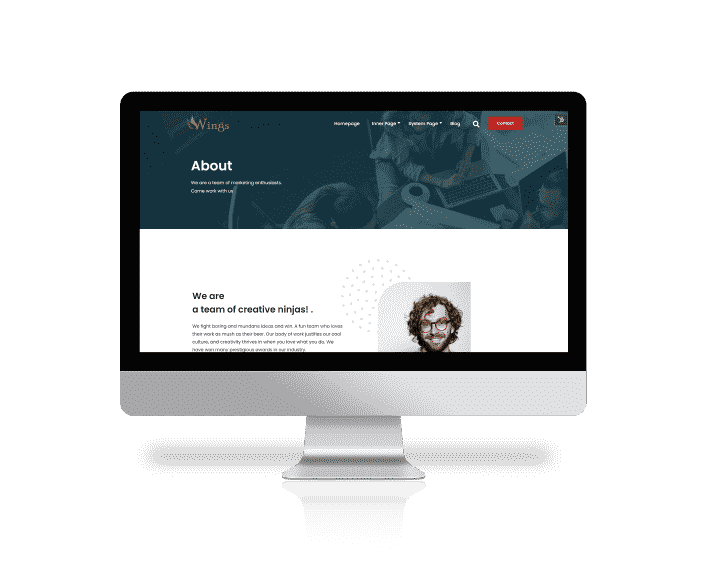 Wings
Homepage Inner Page System Page Blog Contact
About
We are a team of marketing enthusiasts.
Come work with us
We are
a team of creative ninjas! .
We fight boring and mundans ideas and win. A fun team who loves
their work as mush as their beer. Our body of work justifies our cool
culture, and creativity thrives in when you love what you do. We
have won many prestigious awards in our industry.